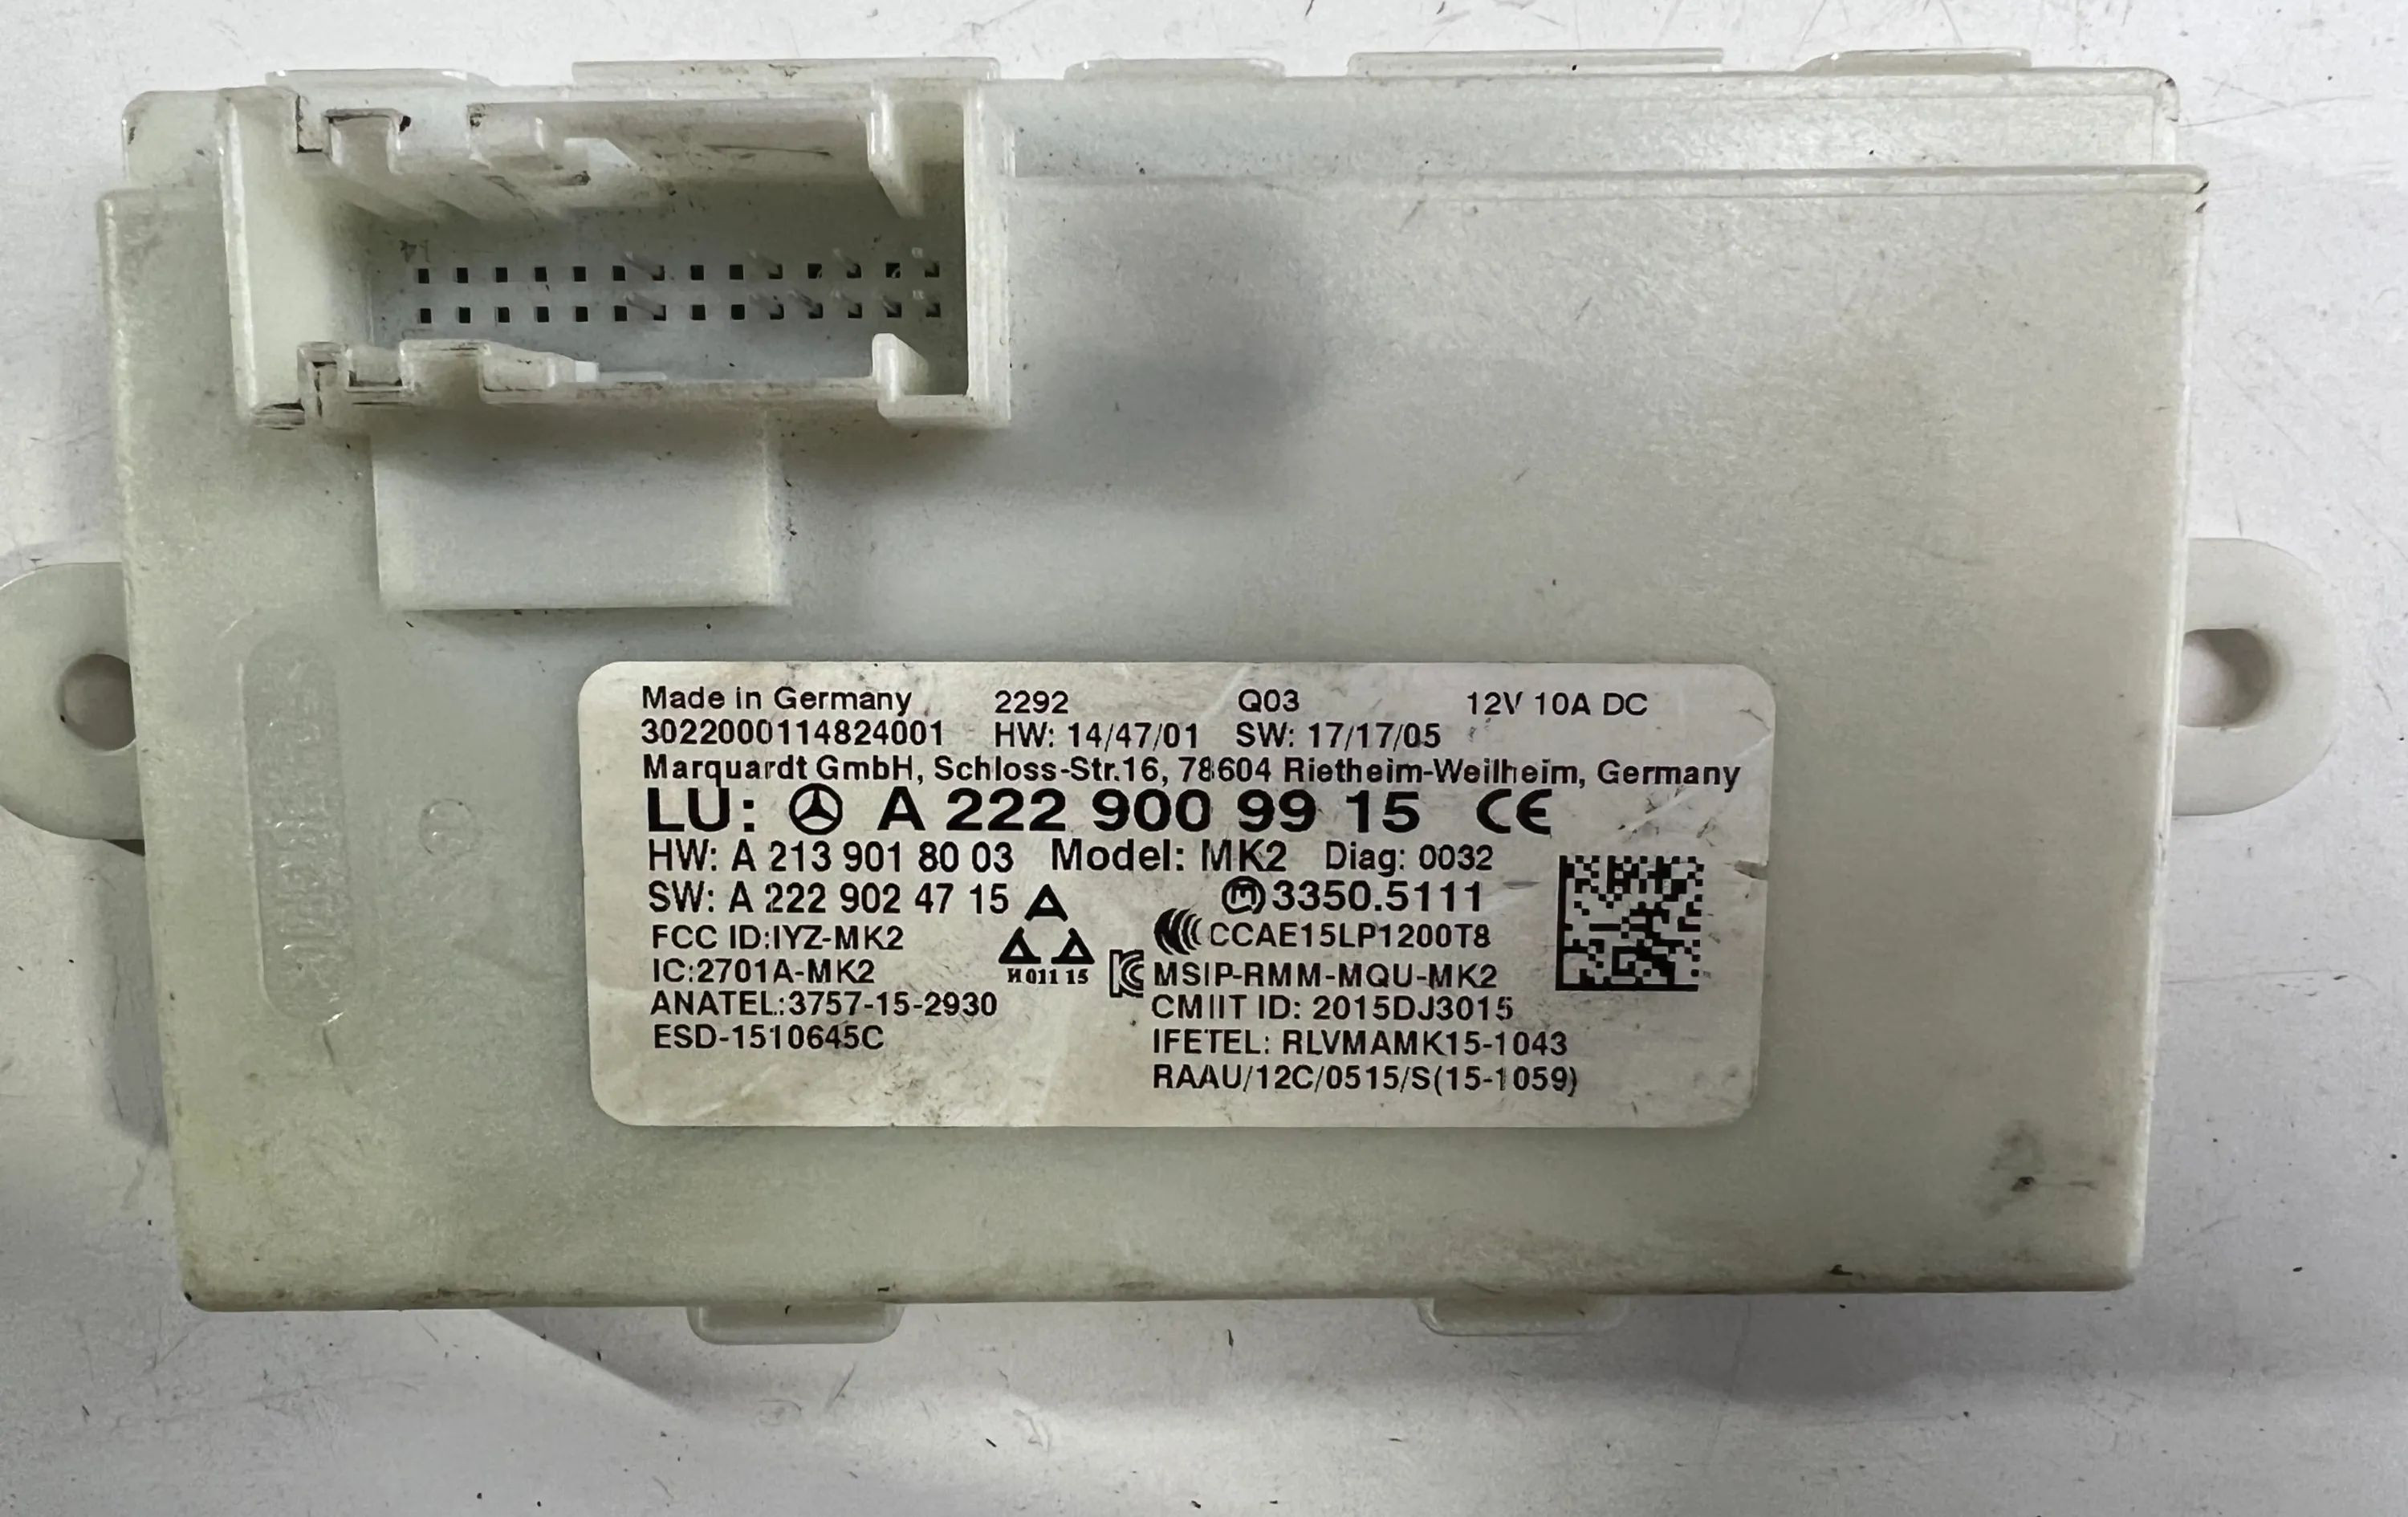 14
Made in Germany 2292 Q03 12V 10A DC
3022000114824001 HW: 14/47/01 SW: 17/17/05
Marquardt GmbH, Schloss-Str.16, 78604 Rietheim-Weilheim, Germany
LU: A 222 900 99 15 CE
HW: A 213 901 80 03 Model: MK2 Diag: 0032
SW: A 222 902 47 15 3350.5111
FCC ID:IYZ-MK2 CCAE15LP1200T8
IC:2701A-MK2 H 011 15 MSIP-RMM-MQU-MK2
ANATEL:3757-15-2930 CMIIT ID: 2015DJ3015
ESD-1510645C IFETEL: RLVMAMK15-1043
RAAU/12C/0515/S(15-1059)